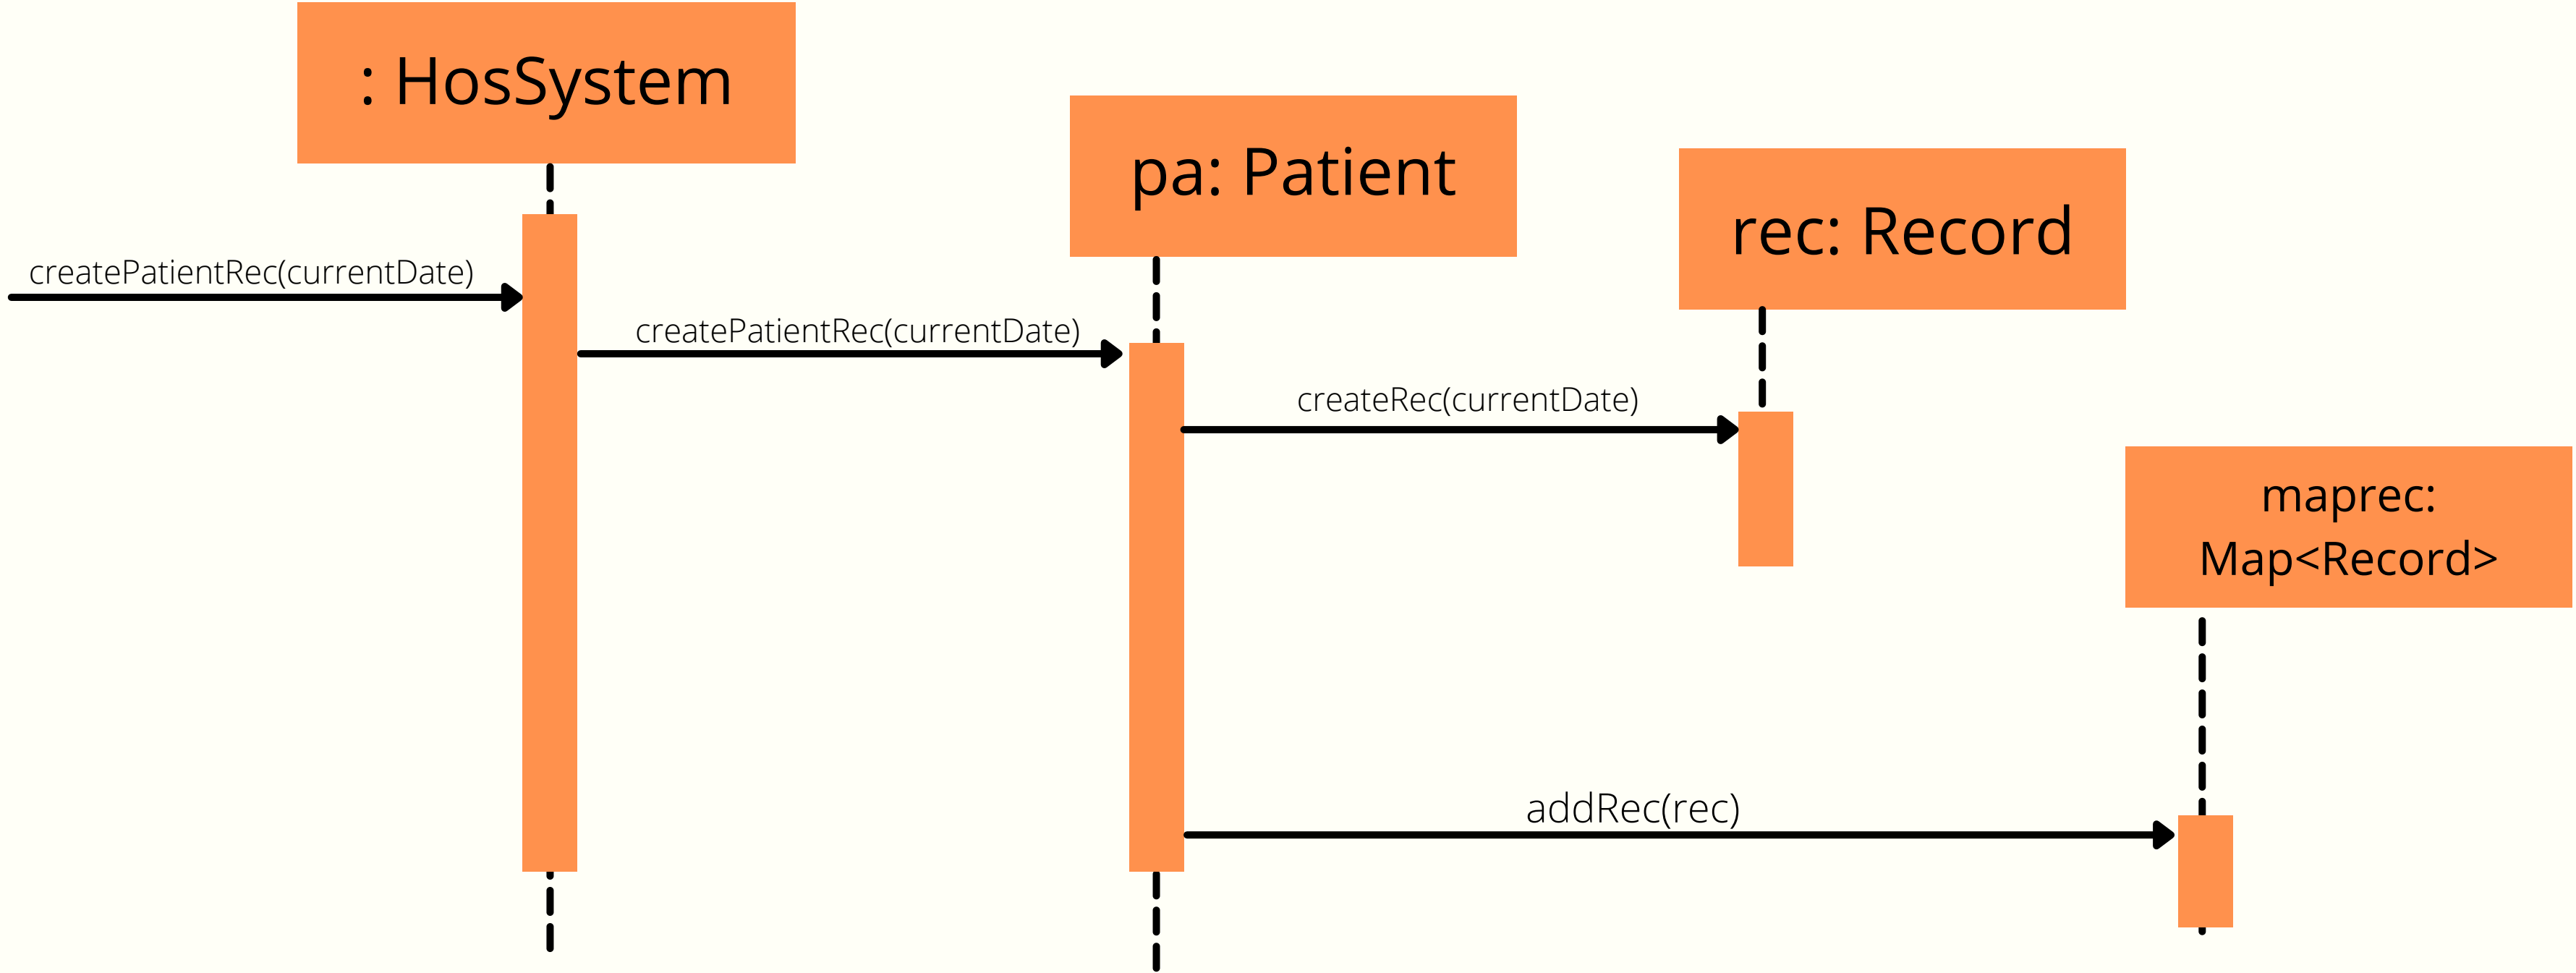 : HosSystem
pa: Patient
rec: Record
createPatientRec(currentDate)
createPatientRec(currentDate)
createRec(currentDate)
maprec:
Map<Record>
addRec(rec)